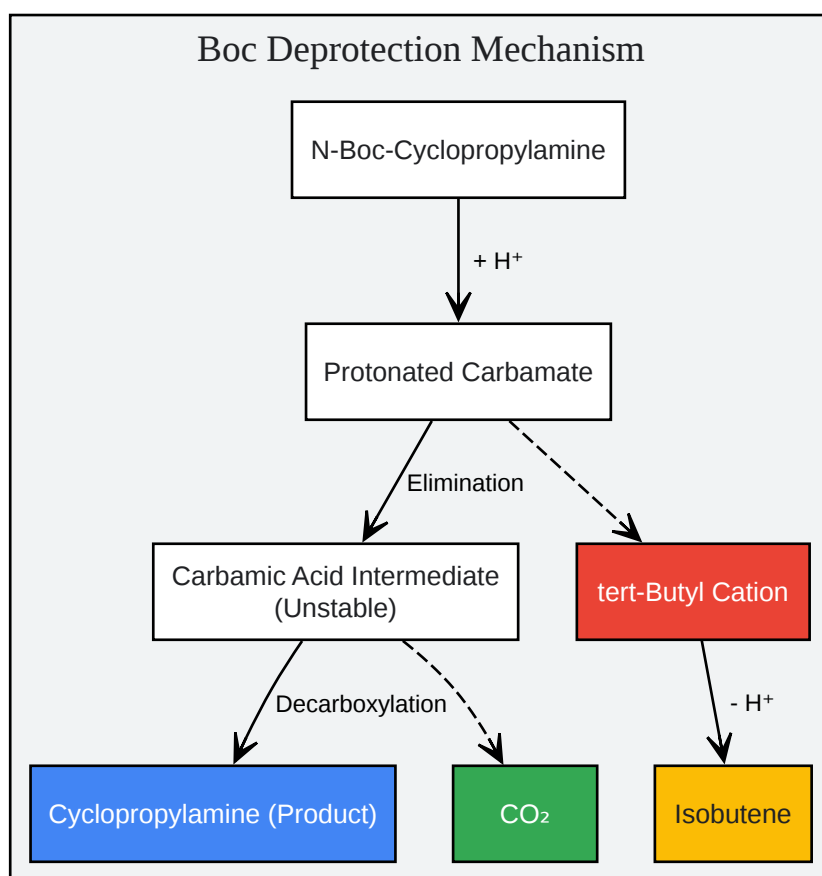 Boc Deprotection Mechanism
N-Boc-Cyclopropylamine
+ H⁺
Protonated Carbamate
Elimination
Carbamic Acid Intermediate
(Unstable)
tert-Butyl Cation
Decarboxylation
- H⁺
Cyclopropylamine (Product)
CO₂
Isobutene